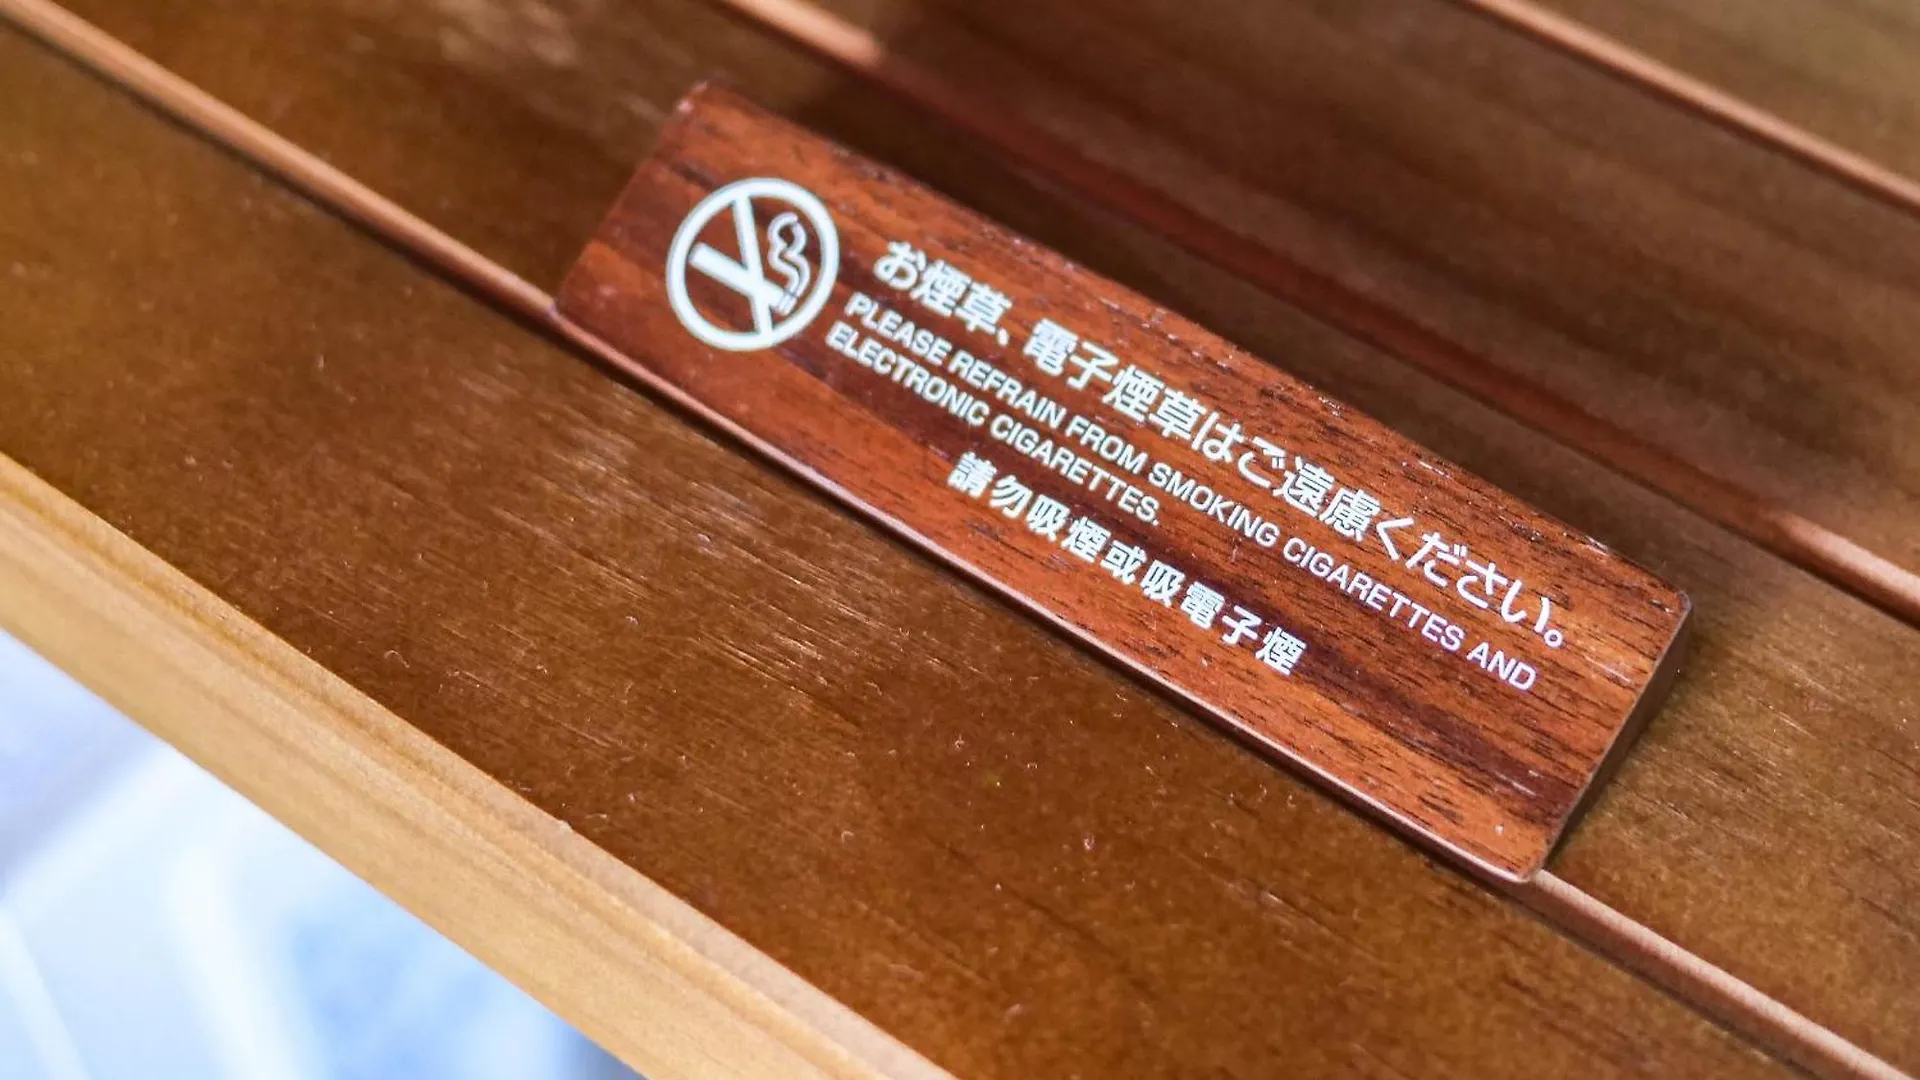 お煙草、電子煙草はご遠慮ください。
PLEASE REFRAIN FROM SMOKING CIGARETTES AND
ELECTRONIC CIGARETTES.
請勿吸煙或吸電子煙